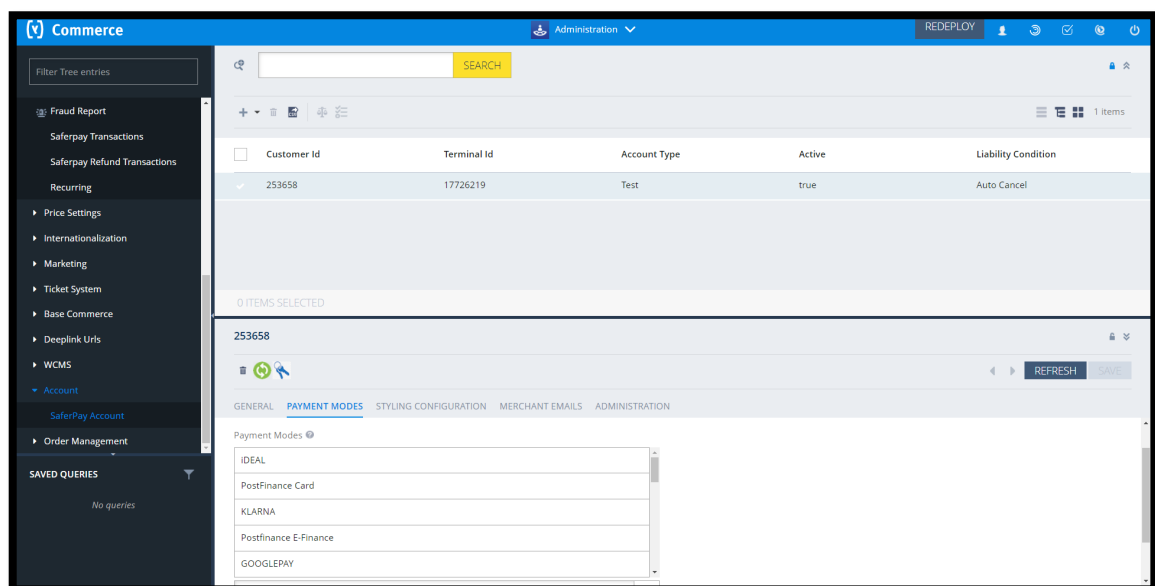 (Y) Commerce
Administration
REDEPLOY
Filter Tree entries
SEARCH
Fraud Report
1 items
Saferpay Transactions
Customer Id Terminal Id Account Type Active Liability Condition
Saferpay Refund Transactions
Recurring
253658 17726219 Test true Auto Cancel
Price Settings
Internationalization
Marketing
Ticket System
0 ITEMS SELECTED
Base Commerce
Deeplink Urls
253658
WCMS
REFRESH SAVE
Account
SaferPay Account
GENERAL PAYMENT MODES STYLING CONFIGURATION MERCHANT EMAILS ADMINISTRATION
Order Management
Payment Modes
iDEAL
SAVED QUERIES
PostFinance Card
No queries
KLARNA
Postfinance E-Finance
GOOGLEPAY